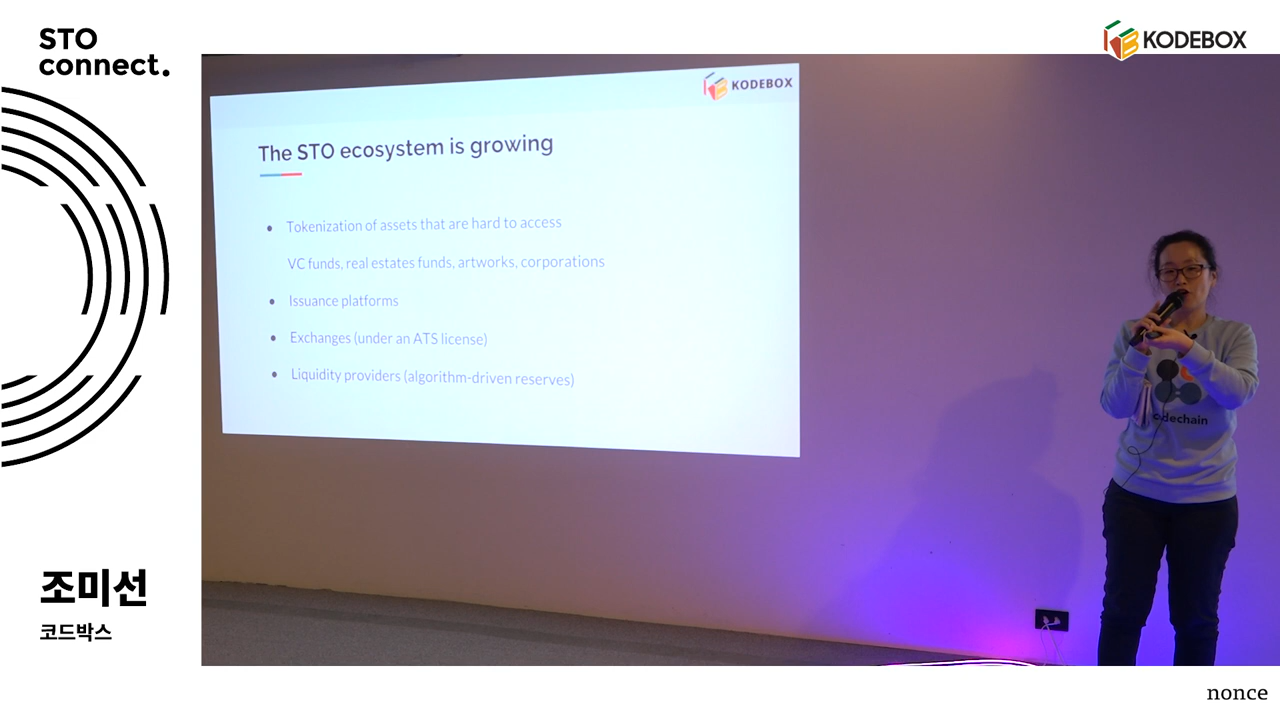 STO
connect.
KODEBOX
KODEBOX
The STO ecosystem is growing
● Tokenization of assets that are hard to access
VC funds, real estates funds, artworks, corporations
● Issuance platforms
● Exchanges (under an ATS license)
● Liquidity providers (algorithm-driven reserves)
codechain
조미선
코드박스
nonce